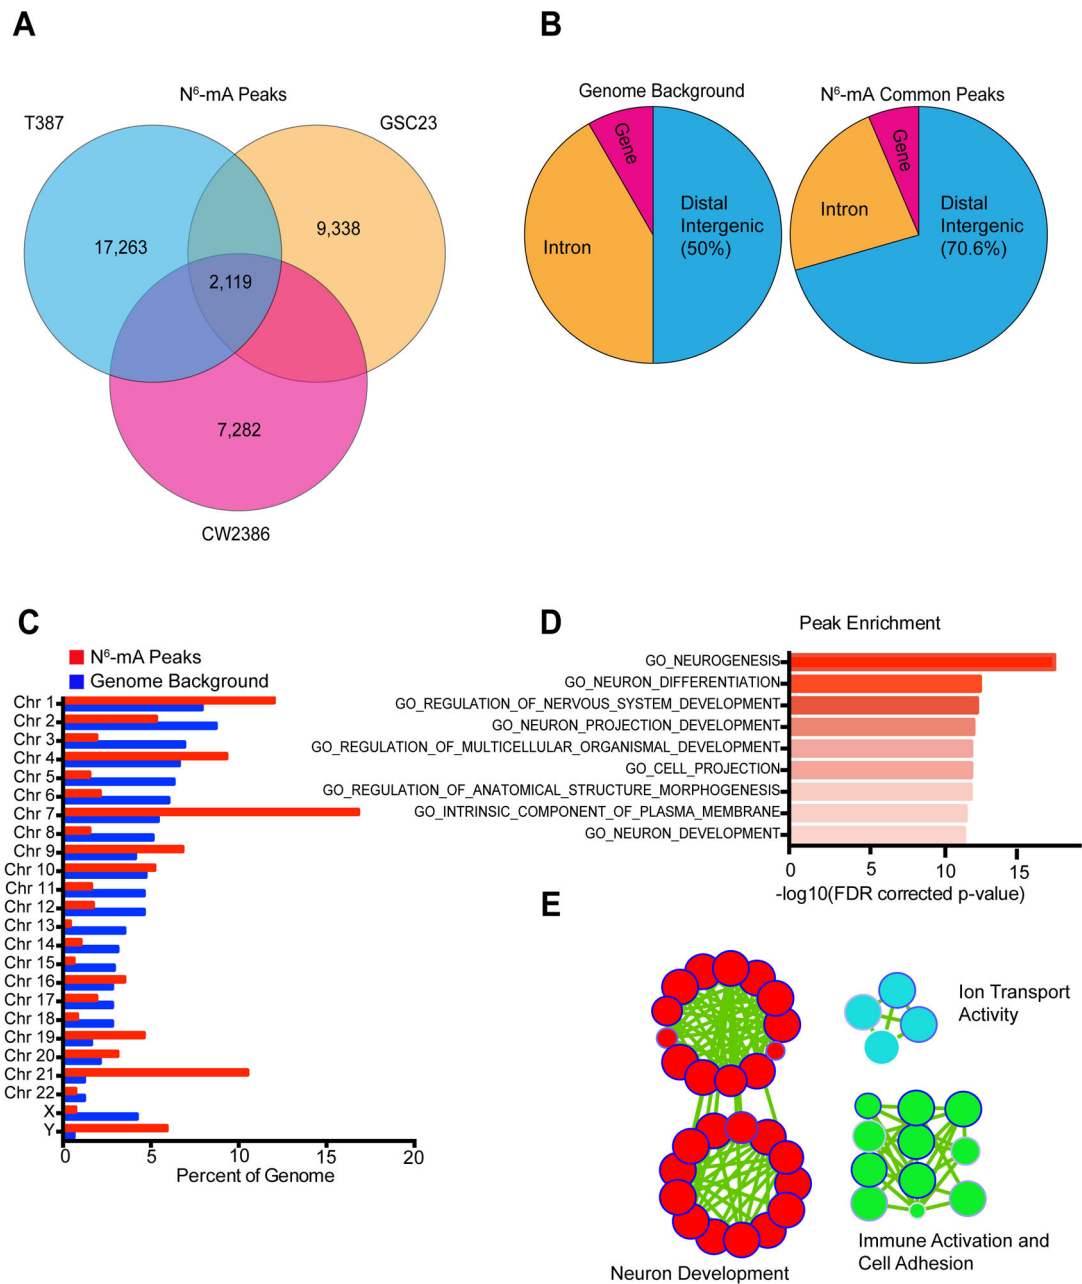 A
N⁶-mA Peaks
T387
GSC23
17,263
9,338
2,119
7,282
CW2386
B
Genome Background
Gene
Intron
Distal
Intergenic
(50%)
N⁶-mA Common Peaks
Gene
Intron
Distal
Intergenic
(70.6%)
C
N⁶-mA Peaks
Genome Background
Chr 1
Chr 2
Chr 3
Chr 4
Chr 5
Chr 6
Chr 7
Chr 8
Chr 9
Chr 10
Chr 11
Chr 12
Chr 13
Chr 14
Chr 15
Chr 16
Chr 17
Chr 18
Chr 19
Chr 20
Chr 21
Chr 22
X
Y
0 5 10 15 20
Percent of Genome
D
Peak Enrichment
GO_NEUROGENESIS
GO_NEURON_DIFFERENTIATION
GO_REGULATION_OF_NERVOUS_SYSTEM_DEVELOPMENT
GO_NEURON_PROJECTION_DEVELOPMENT
GO_REGULATION_OF_MULTICELLULAR_ORGANISMAL_DEVELOPMENT
GO_CELL_PROJECTION
GO_REGULATION_OF_ANATOMICAL_STRUCTURE_MORPHOGENESIS
GO_INTRINSIC_COMPONENT_OF_PLASMA_MEMBRANE
GO_NEURON_DEVELOPMENT
0 5 10 15
-log10(FDR corrected p-value)
E
Ion Transport
Activity
Immune Activation and
Cell Adhesion
Neuron Development